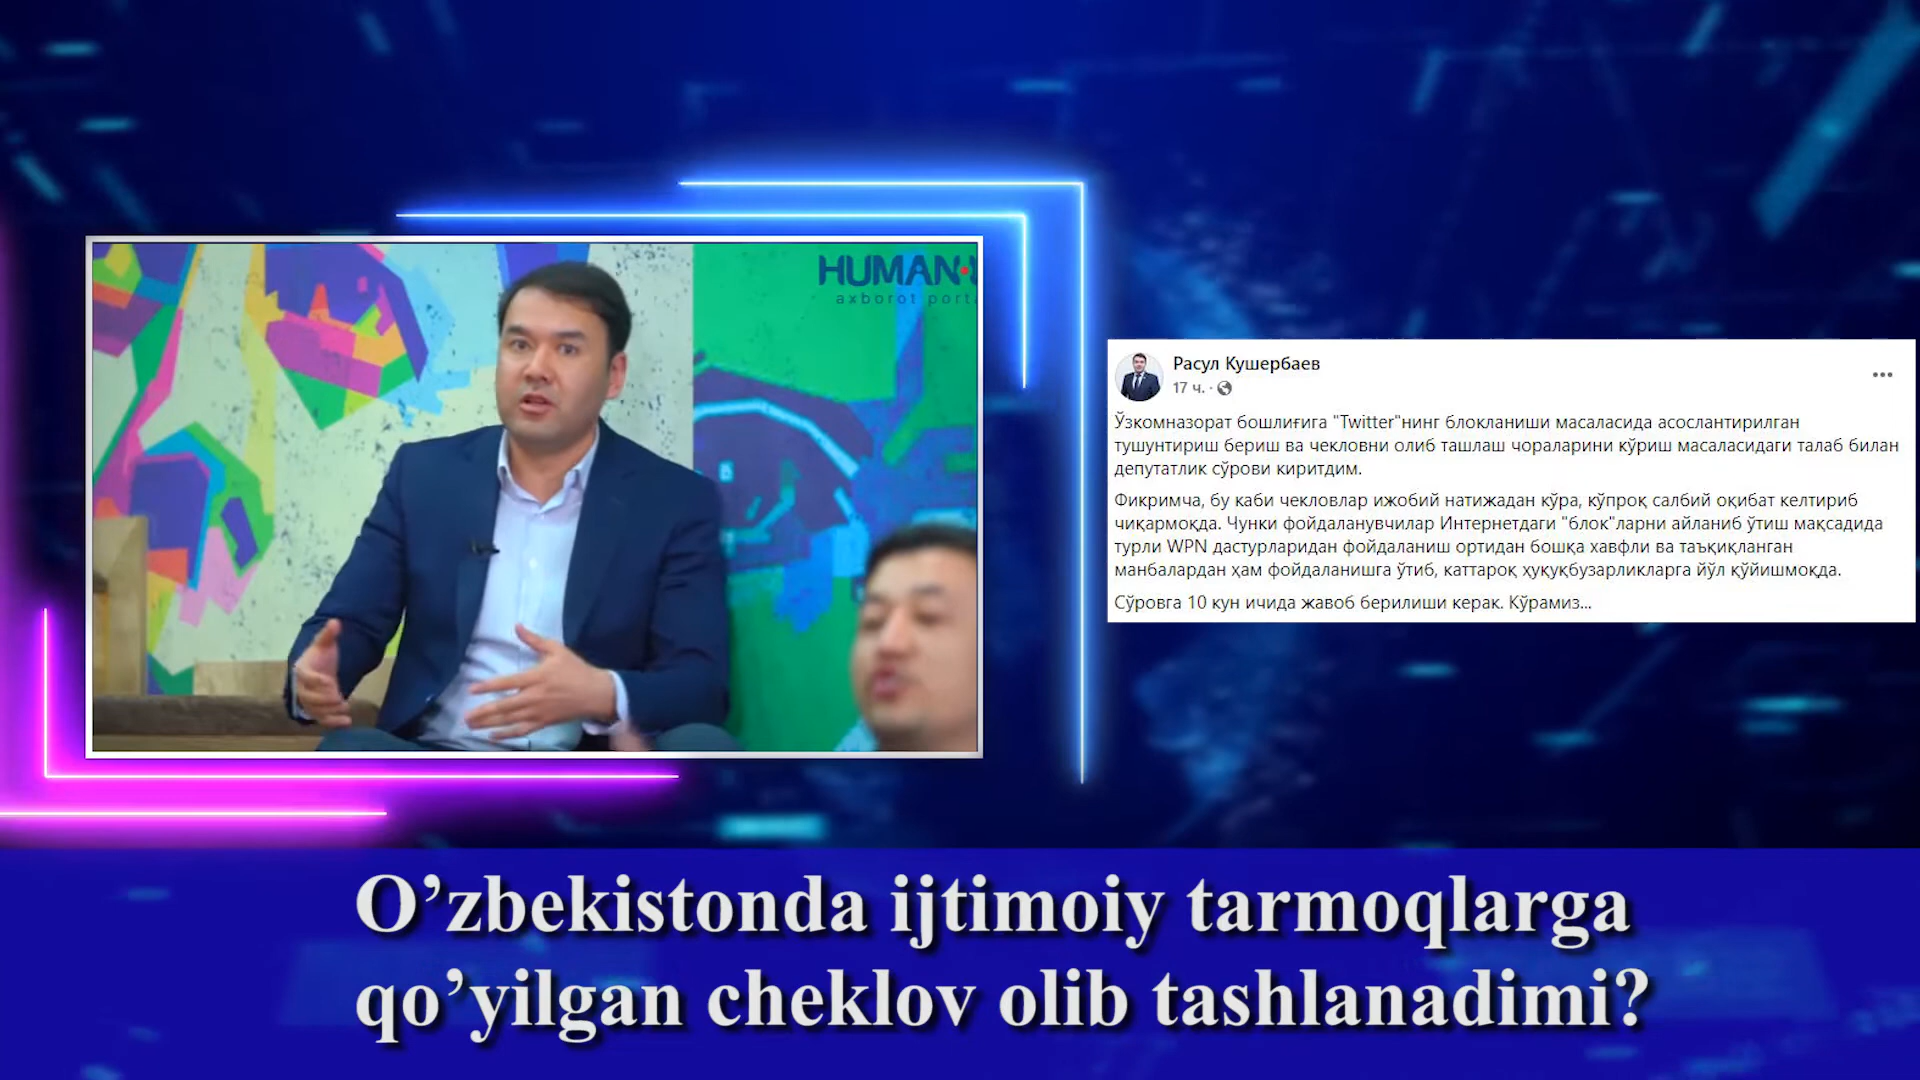 HUMAN
axborot
Расул Кушербаев
17 ч. ·
Ўзкомназорат бошлиғига "Twitter"нинг блокланиши масаласида асослантирилган
тушунтириш бериш ва чекловни олиб ташлаш чораларини кўриш масаласидаги талаб билан
депутатлик сўрови киритдим.
Фикримча, бу каби чекловлар ижобий натижадан кўра, кўпроқ салбий оқибат келтириб
чиқармоқда. Чунки фойдаланувчилар Интернетдаги "блок"ларни айланиб ўтиш мақсадида
турли WPN дастурларидан фойдаланиш ортидан бошқа хавфли ва таъқиқланган
манбалардан ҳам фойдаланишга ўтиб, каттароқ ҳуқуқбузарликларга йўл қўйишмоқда.
Сўровга 10 кун ичида жавоб берилиши керак. Кўрамиз...
O’zbekistonda ijtimoiy tarmoqlarga
qo’yilgan cheklov olib tashlanadimi?